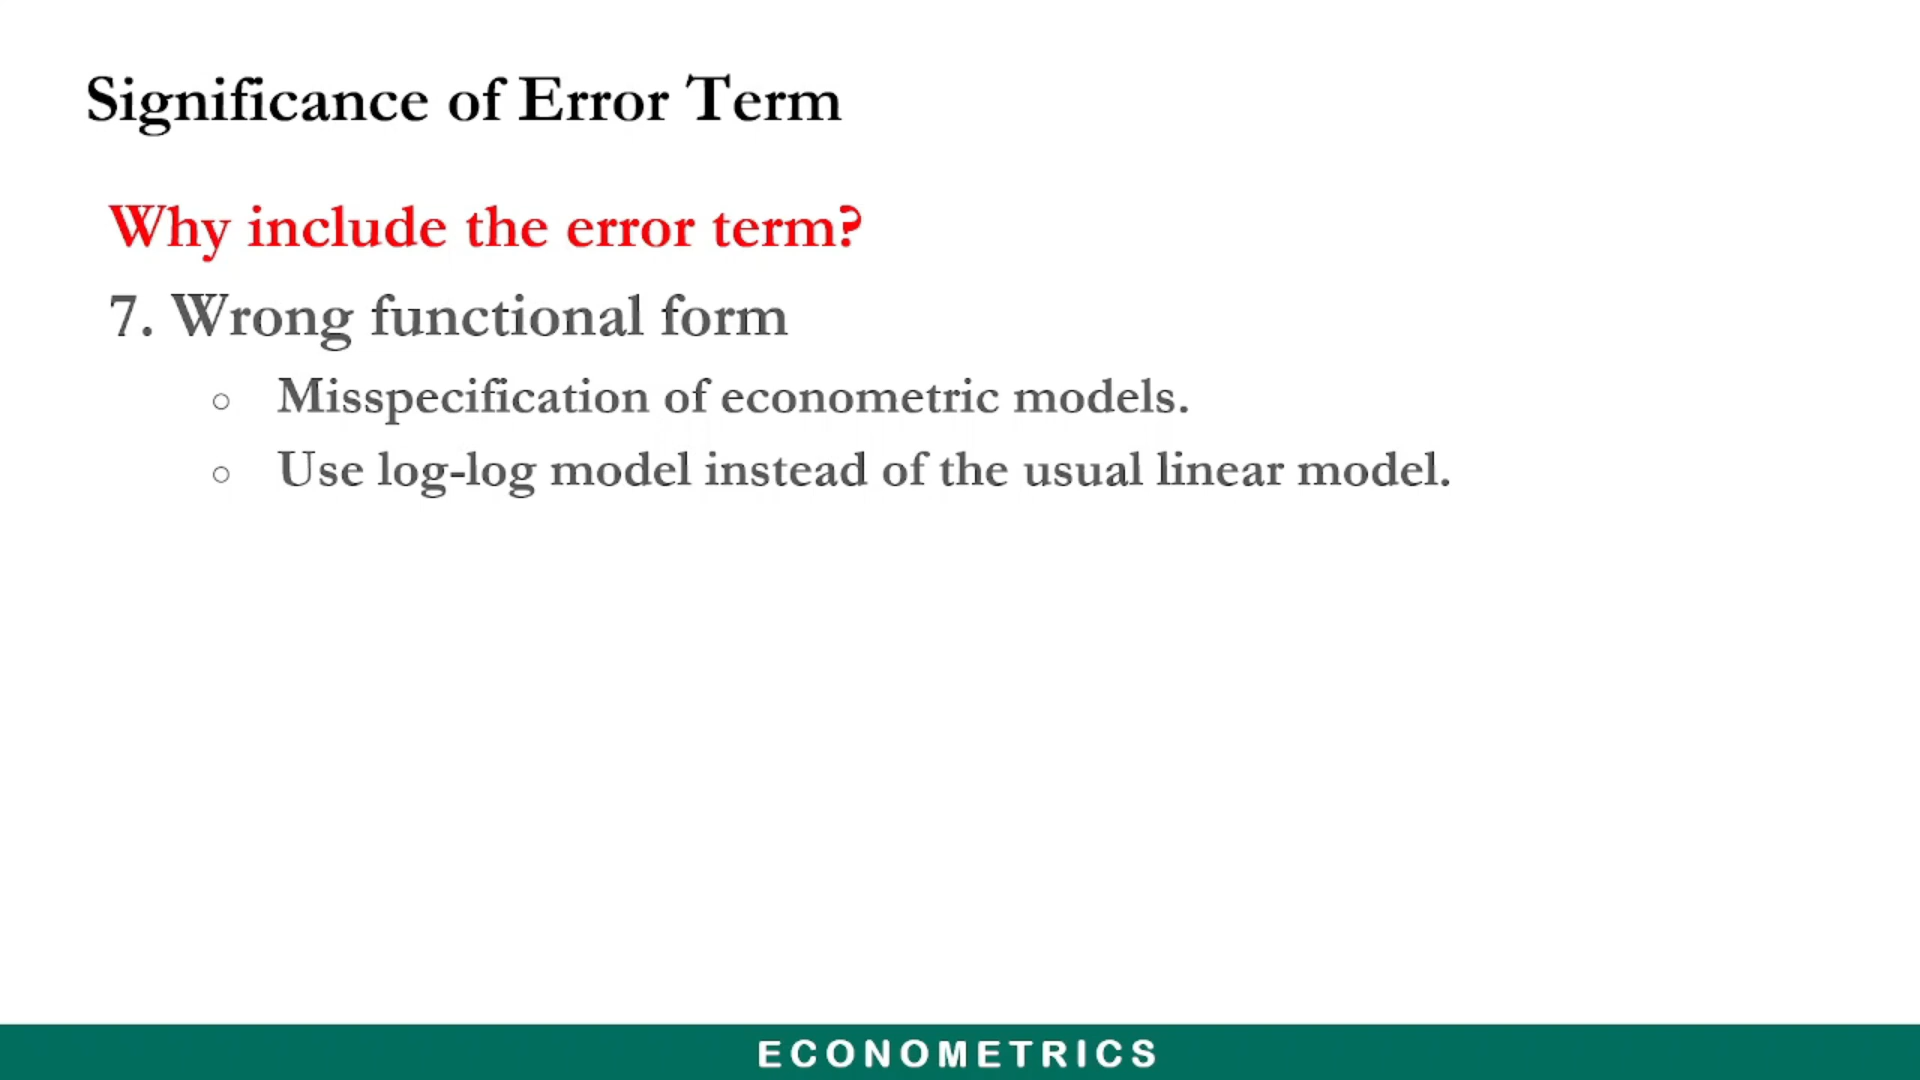 Significance of Error Term
Why include the error term?
7. Wrong functional form
○ Misspecification of econometric models.
○ Use log-log model instead of the usual linear model.
ECONOMETRICS